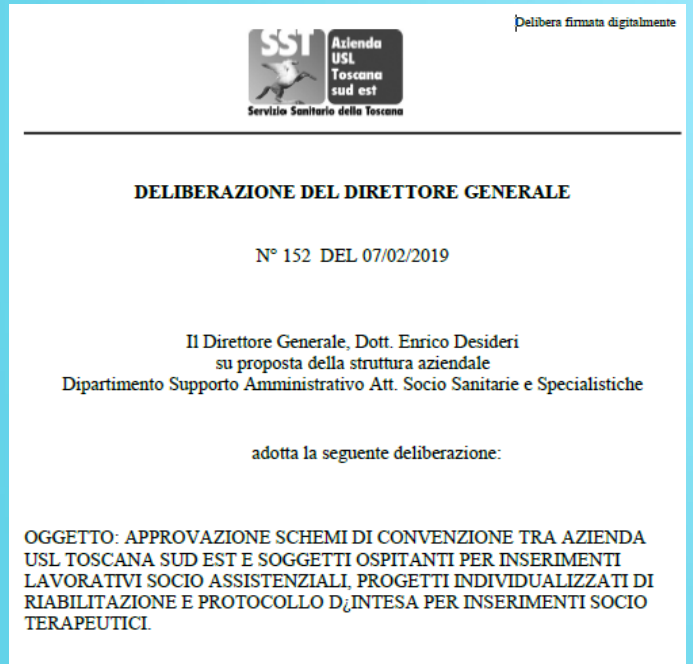 Delibera firmata digitalmente
SST
Azienda
USL
Toscana
sud est
Servizio Sanitario della Toscana
DELIBERAZIONE DEL DIRETTORE GENERALE
N° 152 DEL 07/02/2019
Il Direttore Generale, Dott. Enrico Desideri
su proposta della struttura aziendale
Dipartimento Supporto Amministrativo Att. Socio Sanitarie e Specialistiche
adotta la seguente deliberazione:
OGGETTO: APPROVAZIONE SCHEMI DI CONVENZIONE TRA AZIENDA
USL TOSCANA SUD EST E SOGGETTI OSPITANTI PER INSERIMENTI
LAVORATIVI SOCIO ASSISTENZIALI, PROGETTI INDIVIDUALIZZATI DI
RIABILITAZIONE E PROTOCOLLO D¿INTESA PER INSERIMENTI SOCIO
TERAPEUTICI.